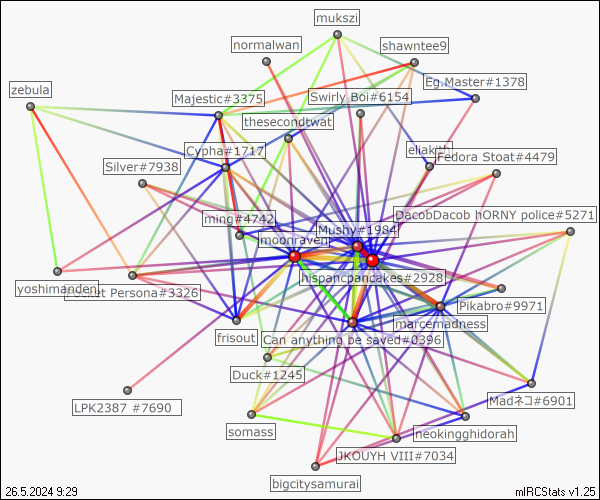 mukszi
normalwan
shawntee9
Eg.Master#1378
zebula
Majestic#3375
Swirly Boi#6154
thesecondtwat
Cypha#1717
Fedora Stoat#4479
Silver#7938
DacobDacob hORNY police#5271
ming#4742
Mushy#1984
moonraven
hispancpancakes#2928
yoshimanden
Persona#3326
Pikabro#9971
marcemadness
frisout
Can anything be saved#0396
Duck#1245
LPK2387 #7690
Madネコ#6901
somass
neokingghidorah
JKOUYH VIII#7034
bigcitysamurai
26.5.2024 9:29
mIRCStats v1.25